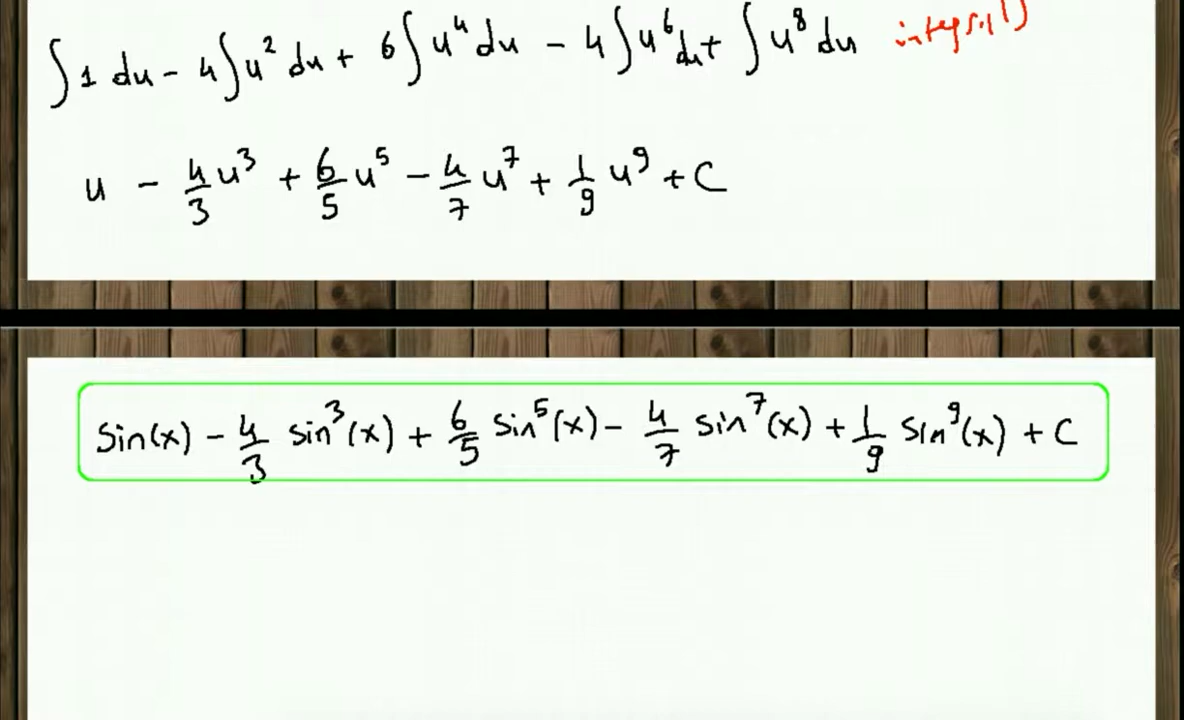 ∫1 du - 4∫u² du + 6∫u⁴ du - 4∫u⁶ du + ∫u⁸ du
u - 4/3 u³ + 6/5 u⁵ - 4/7 u⁷ + 1/9 u⁹ + C
Sin(x) - 4/3 sin³(x) + 6/5 sin⁵(x) - 4/7 sin⁷(x) + 1/9 sin⁹(x) + C